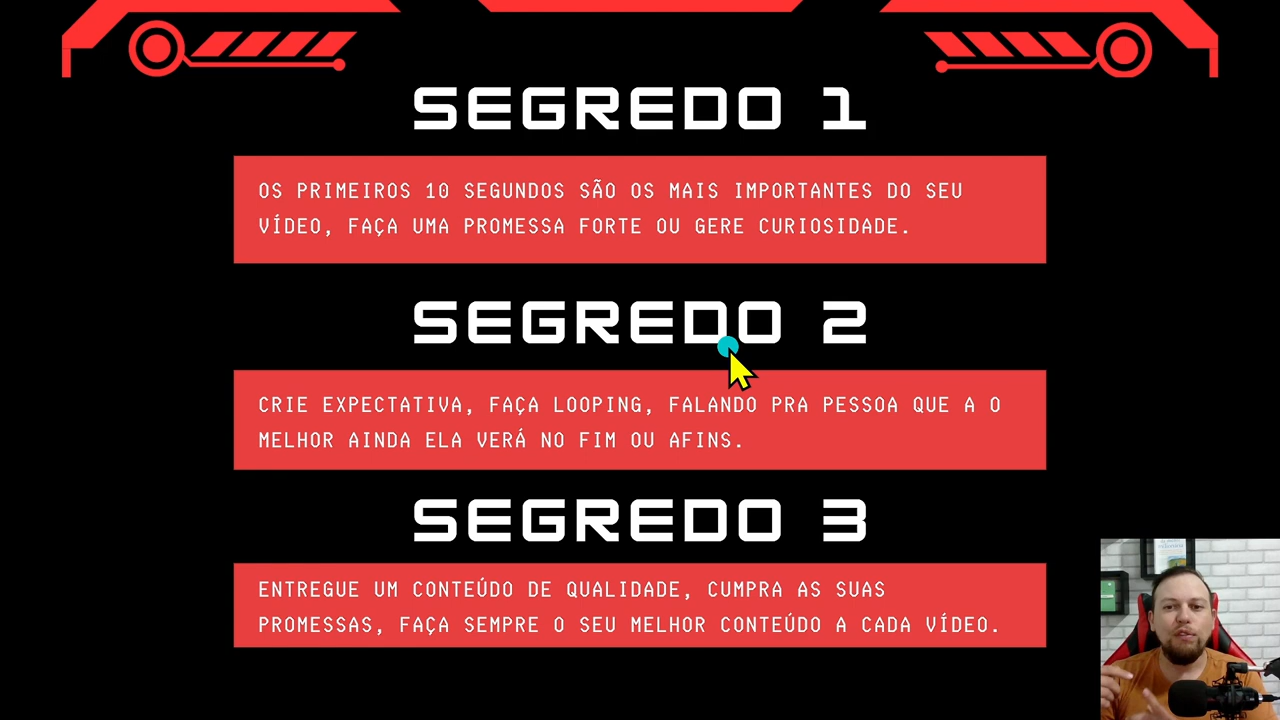 SEGREDO 1
OS PRIMEIROS 10 SEGUNDOS SÃO OS MAIS IMPORTANTES DO SEU
VÍDEO, FAÇA UMA PROMESSA FORTE OU GERE CURIOSIDADE.
SEGREDO 2
CRIE EXPECTATIVA, FAÇA LOOPING, FALANDO PRA PESSOA QUE A O
MELHOR AINDA ELA VERÁ NO FIM OU AFINS.
SEGREDO 3
ENTREGUE UM CONTEÚDO DE QUALIDADE, CUMPRA AS SUAS
PROMESSAS, FAÇA SEMPRE O SEU MELHOR CONTEÚDO A CADA VÍDEO.